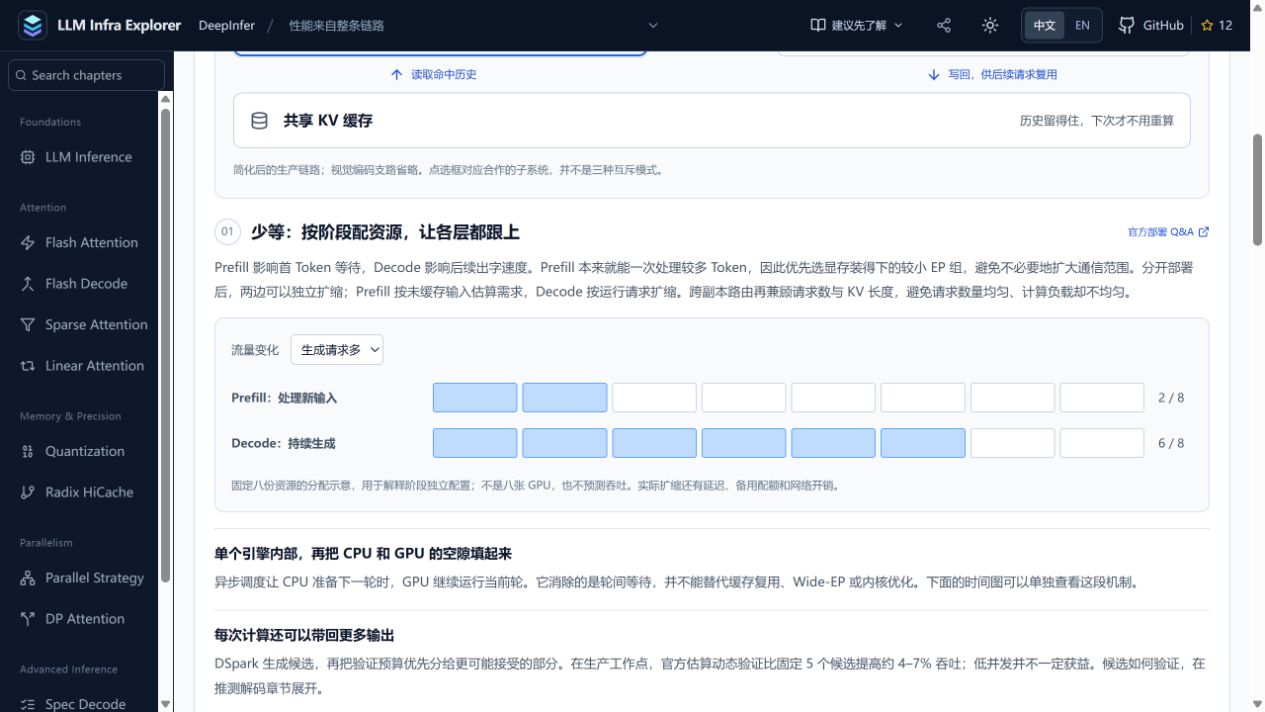 LLM Infra Explorer
DeepInfer / 性能来自整条链路
建议先了解
中文 EN
GitHub 12
Search chapters
Foundations
LLM Inference
Attention
Flash Attention
Flash Decode
Sparse Attention
Linear Attention
Memory & Precision
Quantization
Radix HiCache
Parallelism
Parallel Strategy
DP Attention
Advanced Inference
Spec Decode
↑ 读取命中历史
↓ 写回，供后续请求复用
共享 KV 缓存
历史留得住，下次才不用重算
简化后的生产链路；视觉编码支路省略。点选框对应合作的子系统，并不是三种互斥模式。
01 少等：按阶段配资源，让各层都跟上
官方部署 Q&A
Prefill 影响首 Token 等待，Decode 影响后续出字速度。Prefill 本来就能一次处理较多 Token，因此优先选显存装得下的较小 EP 组，避免不必要地扩大通信范围。分开部署
后，两边可以独立扩缩；Prefill 按未缓存输入估算需求，Decode 按运行请求扩缩。跨副本路由再兼顾请求数与 KV 长度，避免请求数量均匀、计算负载却不均匀。
流量变化 生成请求多
Prefill：处理新输入 2 / 8
Decode：持续生成 6 / 8
固定八份资源的分配示意，用于解释阶段独立配置；不是八张 GPU，也不预测吞吐。实际扩缩还有延迟、备用配额和网络开销。
单个引擎内部，再把 CPU 和 GPU 的空隙填起来
异步调度让 CPU 准备下一轮时，GPU 继续运行当前轮。它消除的是轮间等待，并不能替代缓存复用、Wide-EP 或内核优化。下面的时间图可以单独查看这段机制。
每次计算还可以带回更多输出
DSpark 生成候选，再把验证预算优先分给更可能接受的部分。在生产工作点，官方估算动态验证比固定 5 个候选提高约 4–7% 吞吐；低并发并不一定获益。候选如何验证，在
推测解码章节展开。